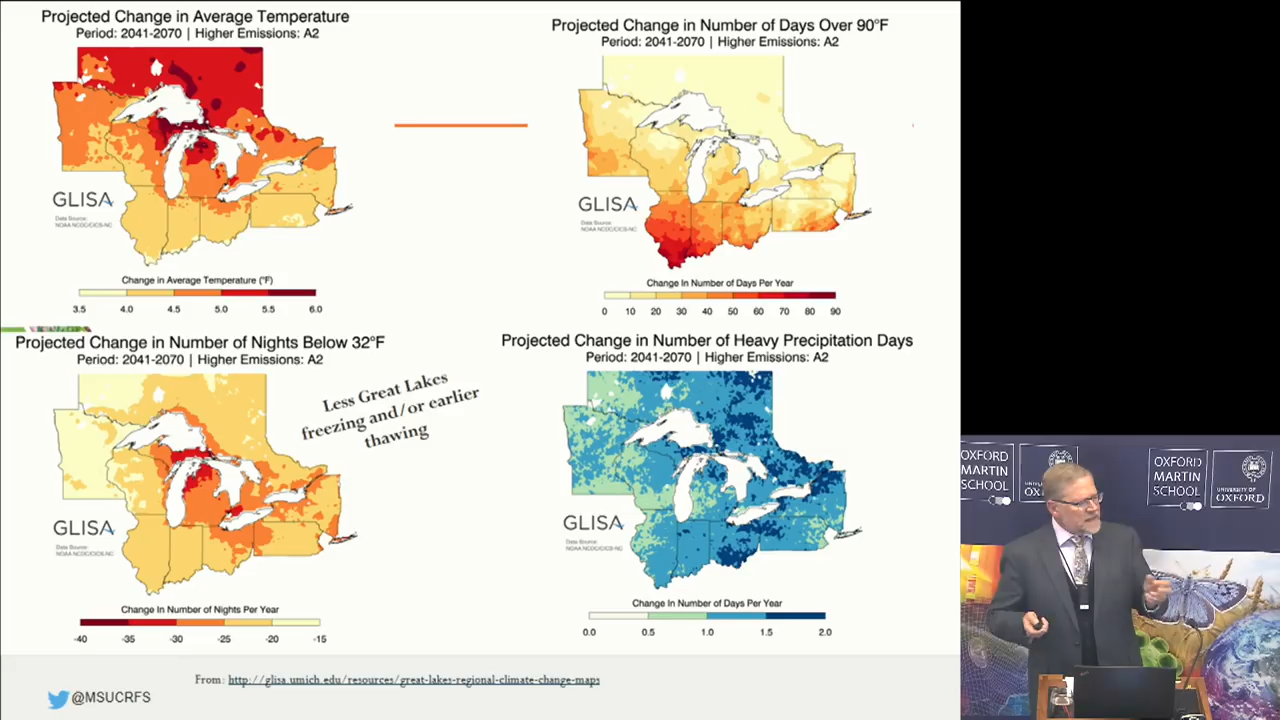 Projected Change in Average Temperature
Period: 2041-2070 | Higher Emissions: A2
GLISA
Data Source:
NOAA NCDC/CICS-NC
Change in Average Temperature (°F)
3.5 4.0 4.5 5.0 5.5 6.0
Projected Change in Number of Days Over 90°F
Period: 2041-2070 | Higher Emissions: A2
GLISA
Data Source:
NOAA NCDC/CICS-NC
Change In Number of Days Per Year
0 10 20 30 40 50 60 70 80 90
Projected Change in Number of Nights Below 32°F
Period: 2041-2070 | Higher Emissions: A2
Less Great Lakes
freezing and/or earlier
thawing
GLISA
Data Source:
NOAA NCDC/CICS-NC
Change In Number of Nights Per Year
-40 -35 -30 -25 -20 -15
Projected Change in Number of Heavy Precipitation Days
Period: 2041-2070 | Higher Emissions: A2
GLISA
Data Source:
NOAA NCDC/CICS-NC
Change In Number of Days Per Year
0.0 0.5 1.0 1.5 2.0
From: http://glisa.umich.edu/resources/great-lakes-regional-climate-change-maps
@MSUCRFS
OXFORD
MARTIN
SCHOOL
UNIVERSITY OF
OXFORD
OXFORD
MARTIN
SCHOOL
UNIVERSITY OF
OXFORD